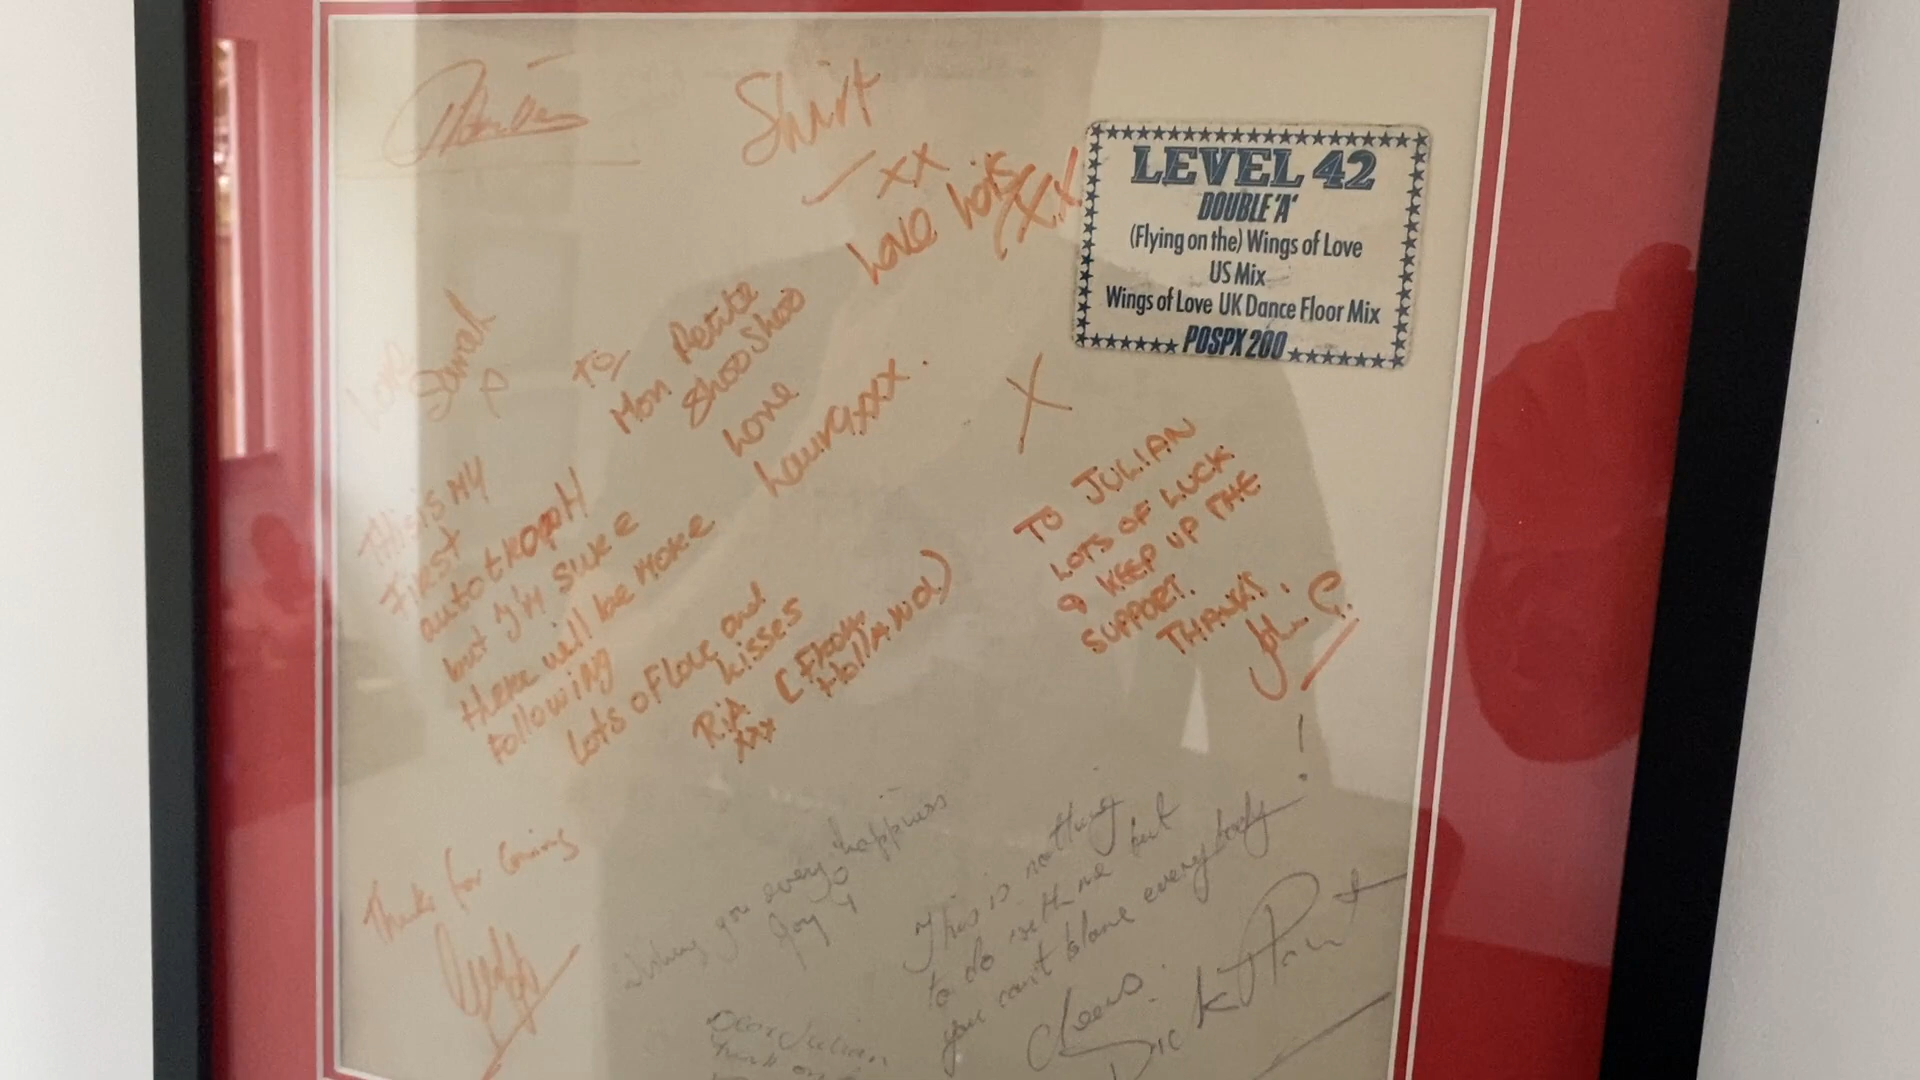 Shirt
xx
Love lots
XX
LEVEL 42
DOUBLE 'A'
(Flying on the) Wings of Love
US Mix
Wings of Love UK Dance Floor Mix
POSPX 200
Love
Sarah
To/
Mon Petite
Shoo Shoo
Love
Laura xxx.
X
THis is MY
FIRST
autotRapH
but I'm suRe
theRe will be MoRe
Following
Lots oF Love and
kisses
RiA (FRom
xxx HollAnd)
TO JULIAN
LOTS OF LUCK
& KEEP UP THE
SUPPORT.
THANKS,
John C.
Thanks for coming
Wishing you every happiness
Joy
This is nothing
to do with me but
you can't blame everybody!
Cheers.
Dear Julian